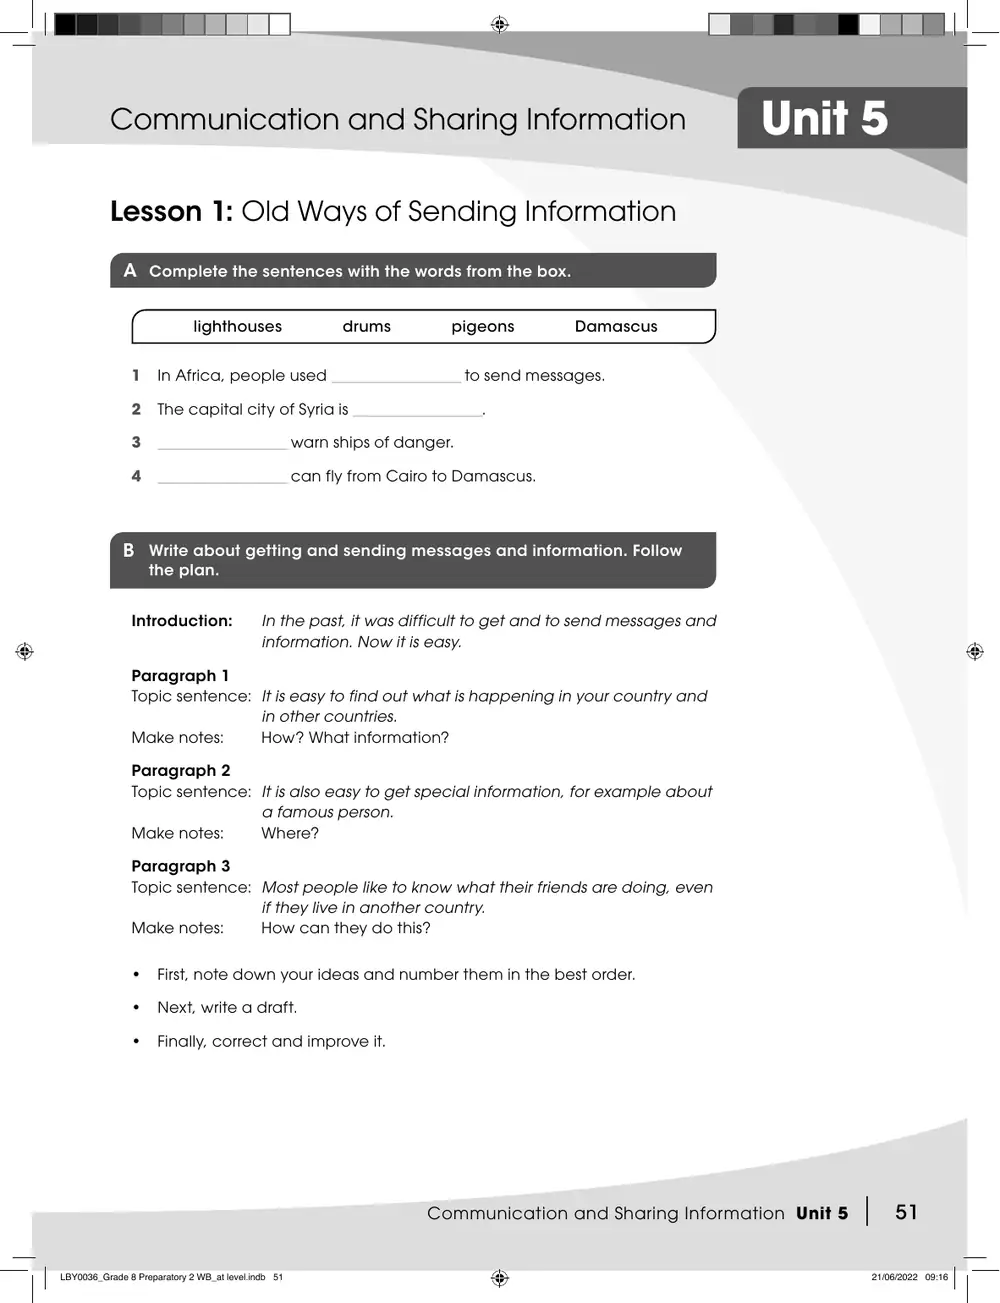 Communication and Sharing Information
Unit 5
Lesson 1: Old Ways of Sending Information
A Complete the sentences with the words from the box.
lighthouses drums pigeons Damascus
1 In Africa, people used ________________ to send messages.
2 The capital city of Syria is ________________.
3 ________________ warn ships of danger.
4 ________________ can fly from Cairo to Damascus.
B Write about getting and sending messages and information. Follow
the plan.
Introduction: In the past, it was difficult to get and to send messages and
information. Now it is easy.
Paragraph 1
Topic sentence: It is easy to find out what is happening in your country and
in other countries.
Make notes: How? What information?
Paragraph 2
Topic sentence: It is also easy to get special information, for example about
a famous person.
Make notes: Where?
Paragraph 3
Topic sentence: Most people like to know what their friends are doing, even
if they live in another country.
Make notes: How can they do this?
• First, note down your ideas and number them in the best order.
• Next, write a draft.
• Finally, correct and improve it.
Communication and Sharing Information Unit 5 51
LBY0036_Grade 8 Preparatory 2 WB_at level.indb 51 21/06/2022 09:16